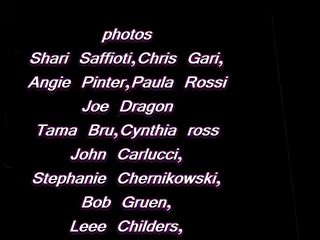 photos
Shari Saffioti,Chris Gari,
Angie Pinter,Paula Rossi
Joe Dragon
Tama Bru,Cynthia ross
John Carlucci,
Stephanie Chernikowski,
Bob Gruen,
Leee Childers,